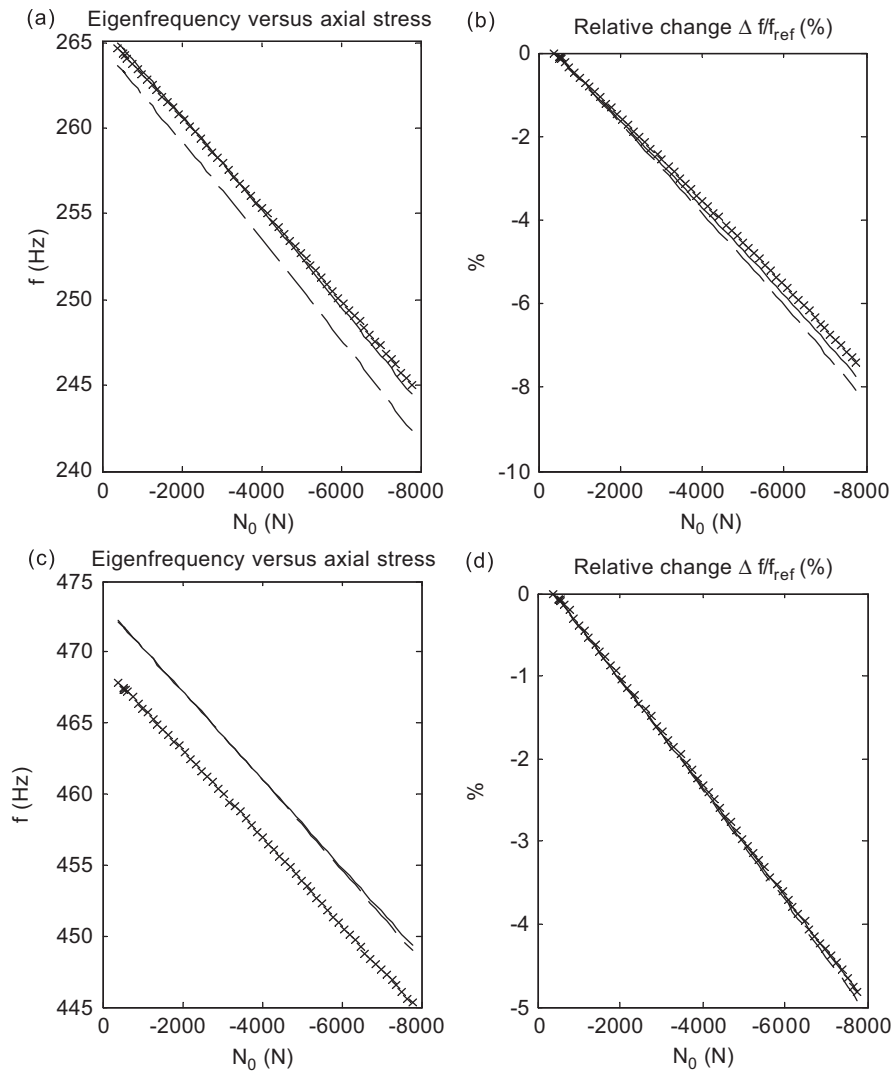 (a) Eigenfrequency versus axial stress
265
260
255
250
245
240
f (Hz)
0 -2000 -4000 -6000 -8000
N0 (N)
(b) Relative change Δ f/fref (%)
0
-2
-4
-6
-8
-10
%
0 -2000 -4000 -6000 -8000
N0 (N)
(c) Eigenfrequency versus axial stress
475
470
465
460
455
450
445
f (Hz)
0 -2000 -4000 -6000 -8000
N0 (N)
(d) Relative change Δ f/fref (%)
0
-1
-2
-3
-4
-5
%
0 -2000 -4000 -6000 -8000
N0 (N)